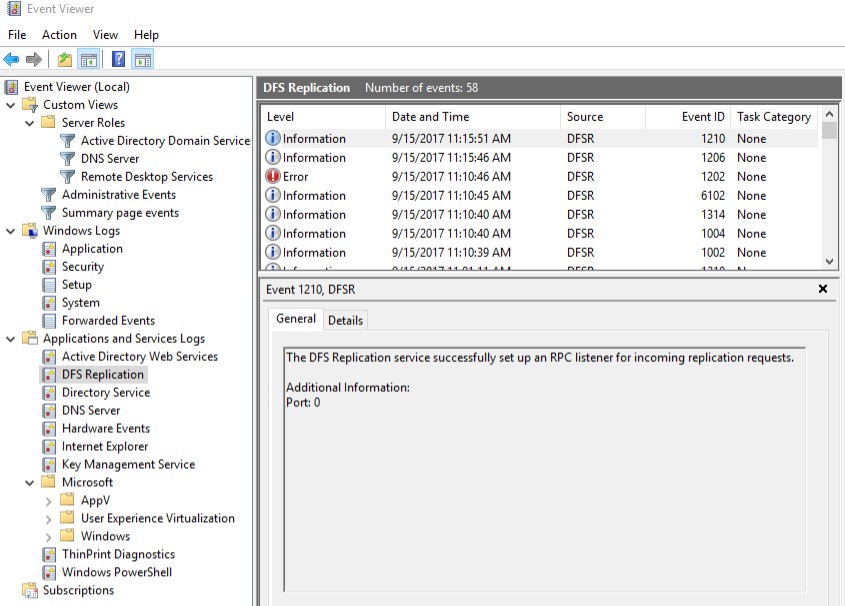 Event Viewer
File Action View Help
Event Viewer (Local)
Custom Views
Server Roles
Active Directory Domain Service
DNS Server
Remote Desktop Services
Administrative Events
Summary page events
Windows Logs
Application
Security
Setup
System
Forwarded Events
Applications and Services Logs
Active Directory Web Services
DFS Replication
Directory Service
DNS Server
Hardware Events
Internet Explorer
Key Management Service
Microsoft
AppV
User Experience Virtualization
Windows
ThinPrint Diagnostics
Windows PowerShell
Subscriptions
DFS Replication Number of events: 58
Level Date and Time Source Event ID Task Category
Information 9/15/2017 11:15:51 AM DFSR 1210 None
Information 9/15/2017 11:15:46 AM DFSR 1206 None
Error 9/15/2017 11:10:46 AM DFSR 1202 None
Information 9/15/2017 11:10:45 AM DFSR 6102 None
Information 9/15/2017 11:10:40 AM DFSR 1314 None
Information 9/15/2017 11:10:40 AM DFSR 1004 None
Information 9/15/2017 11:10:39 AM DFSR 1002 None
Event 1210, DFSR
General Details
The DFS Replication service successfully set up an RPC listener for incoming replication requests.
Additional Information:
Port: 0